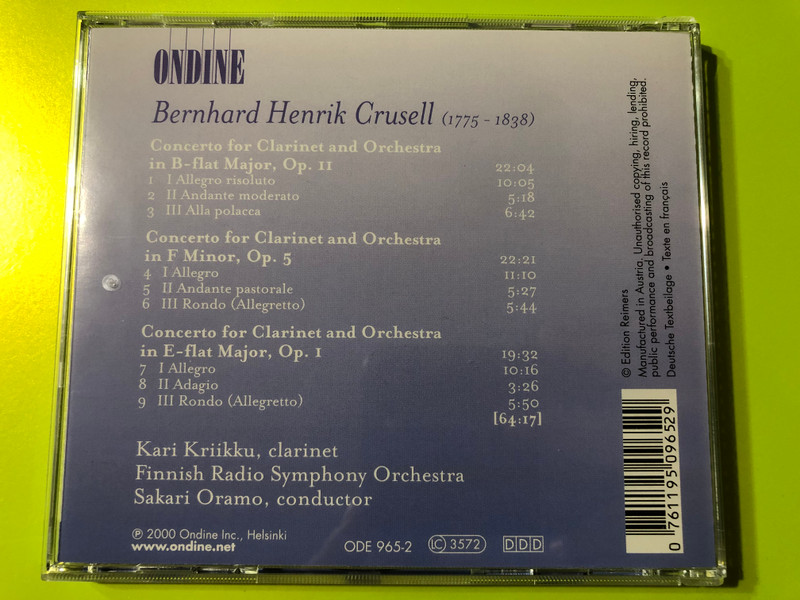 ONDINE
Bernhard Henrik Crusell (1775 - 1838)
Concerto for Clarinet and Orchestra
in B-flat Major, Op. 11 22:04
1 I Allegro risoluto 10:05
2 II Andante moderato 5:18
3 III Alla polacca 6:42
Concerto for Clarinet and Orchestra
in F Minor, Op. 5 22:21
4 I Allegro 11:10
5 II Andante pastorale 5:27
6 III Rondo (Allegretto) 5:44
Concerto for Clarinet and Orchestra
in E-flat Major, Op. 1 19:32
7 I Allegro 10:16
8 II Adagio 3:26
9 III Rondo (Allegretto) 5:50
[64:17]
Kari Kriikku, clarinet
Finnish Radio Symphony Orchestra
Sakari Oramo, conductor
℗ 2000 Ondine Inc., Helsinki
www.ondine.net
ODE 965-2 LC 3572 DDD
© Edition Reimers
Manufactured in Austria. Unauthorised copying, hiring, lending,
public performance and broadcasting of this record prohibited.
Deutsche Textbeilage • Texte en français
0 761195 096529